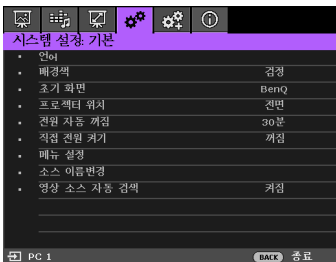 시스템 설정: 기본
언어
배경색 검정
초기 화면 BenQ
프로젝터 위치 전면
전원 자동 꺼짐 30분
직접 전원 켜기 꺼짐
메뉴 설정
소스 이름변경
영상 소스 자동 검색 켜짐
PC 1 BACK 종료